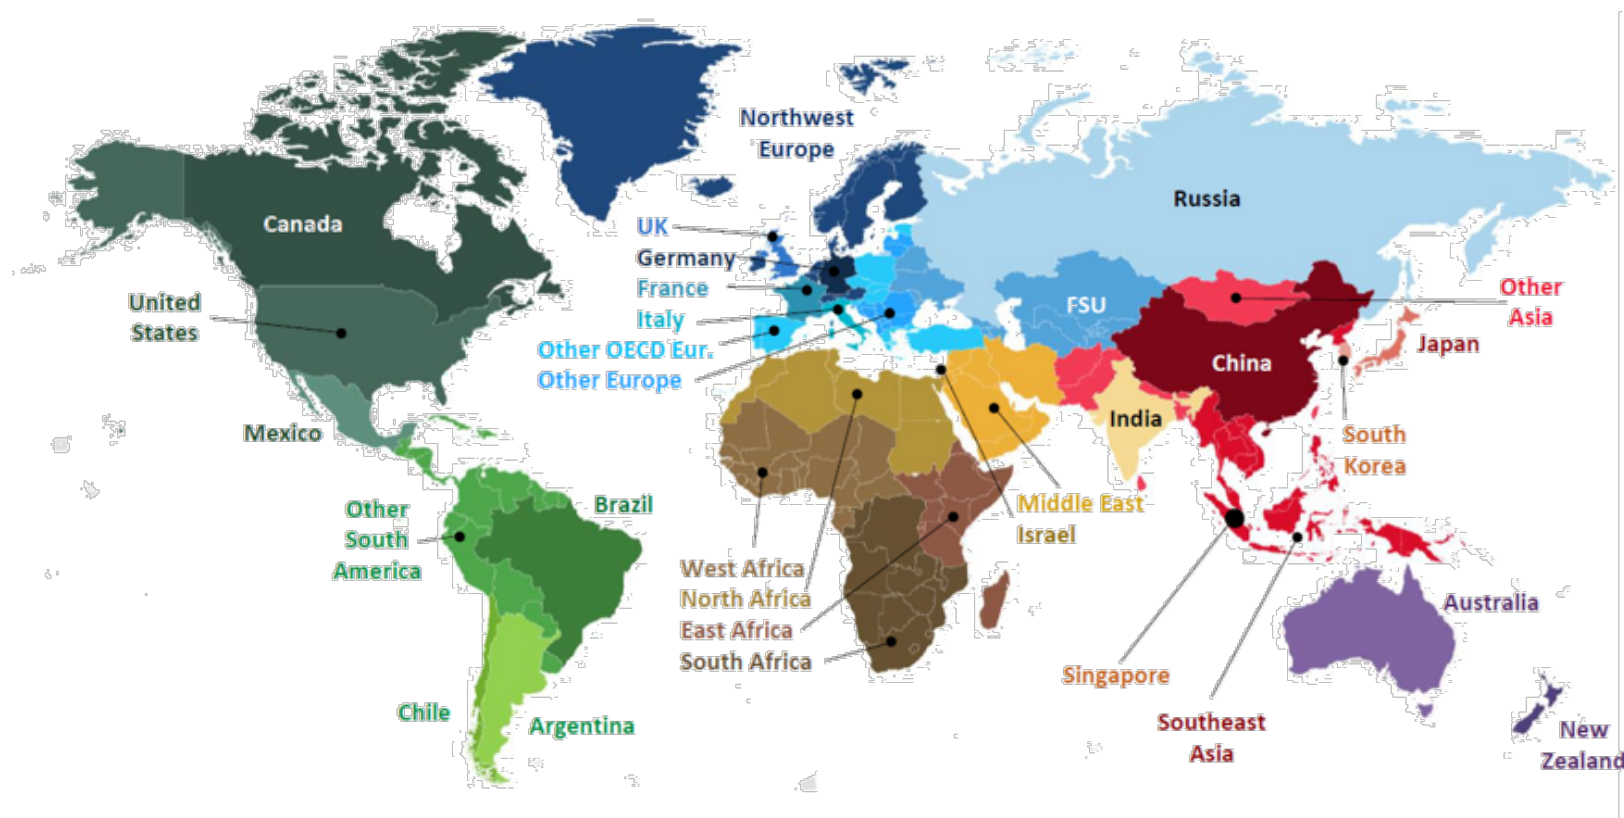 Northwest
Europe
Canada
Russia
UK
Germany
France
Italy
Other OECD Eur.
Other Europe
United
States
FSU
Other
Asia
Japan
China
Mexico
India
South
Korea
Other
South
America
Brazil
Middle East
Israel
West Africa
North Africa
East Africa
South Africa
Australia
Singapore
Chile
Argentina
Southeast
Asia
New
Zealand